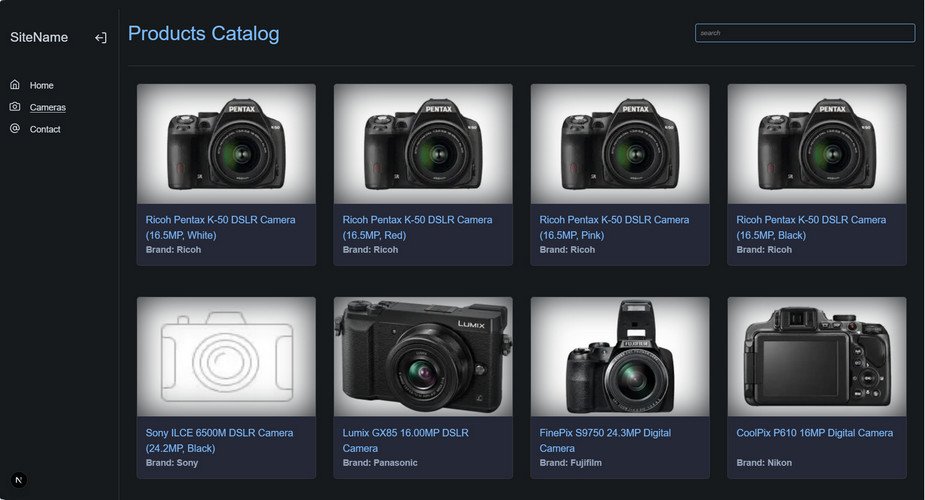 SiteName
Home
Cameras
Contact
Products Catalog
search
PENTAX
PENTAX
PENTAX
PENTAX
Ricoh Pentax K-50 DSLR Camera
(16.5MP, White)
Brand: Ricoh
Ricoh Pentax K-50 DSLR Camera
(16.5MP, Red)
Brand: Ricoh
Ricoh Pentax K-50 DSLR Camera
(16.5MP, Pink)
Brand: Ricoh
Ricoh Pentax K-50 DSLR Camera
(16.5MP, Black)
Brand: Ricoh
LUMIX
FUJIFILM
Sony ILCE 6500M DSLR Camera
(24.2MP, Black)
Brand: Sony
Lumix GX85 16.00MP DSLR
Camera
Brand: Panasonic
FinePix S9750 24.3MP Digital
Camera
Brand: Fujifilm
CoolPix P610 16MP Digital Camera
Brand: Nikon
N